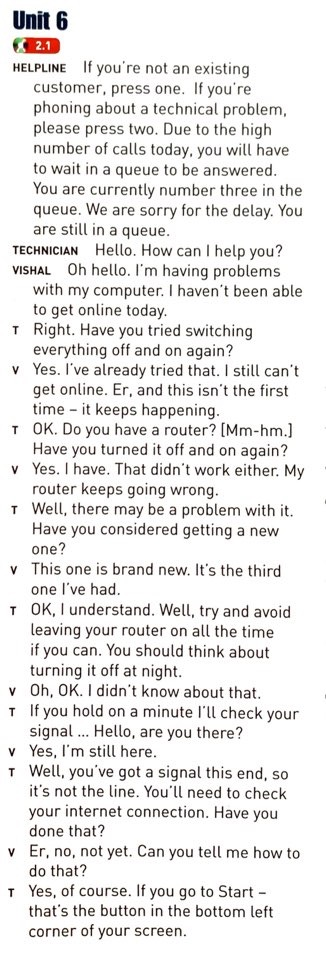 Unit 6
2.1
HELPLINE If you're not an existing
customer, press one. If you're
phoning about a technical problem,
please press two. Due to the high
number of calls today, you will have
to wait in a queue to be answered.
You are currently number three in the
queue. We are sorry for the delay. You
are still in a queue.
TECHNICIAN Hello. How can I help you?
VISHAL Oh hello. I'm having problems
with my computer. I haven't been able
to get online today.
T Right. Have you tried switching
everything off and on again?
V Yes. I've already tried that. I still can't
get online. Er, and this isn't the first
time – it keeps happening.
T OK. Do you have a router? [Mm-hm.]
Have you turned it off and on again?
V Yes. I have. That didn't work either. My
router keeps going wrong.
T Well, there may be a problem with it.
Have you considered getting a new
one?
V This one is brand new. It's the third
one I've had.
T OK, I understand. Well, try and avoid
leaving your router on all the time
if you can. You should think about
turning it off at night.
V Oh, OK. I didn't know about that.
T If you hold on a minute I'll check your
signal ... Hello, are you there?
V Yes, I'm still here.
T Well, you've got a signal this end, so
it's not the line. You'll need to check
your internet connection. Have you
done that?
V Er, no, not yet. Can you tell me how to
do that?
T Yes, of course. If you go to Start –
that's the button in the bottom left
corner of your screen.